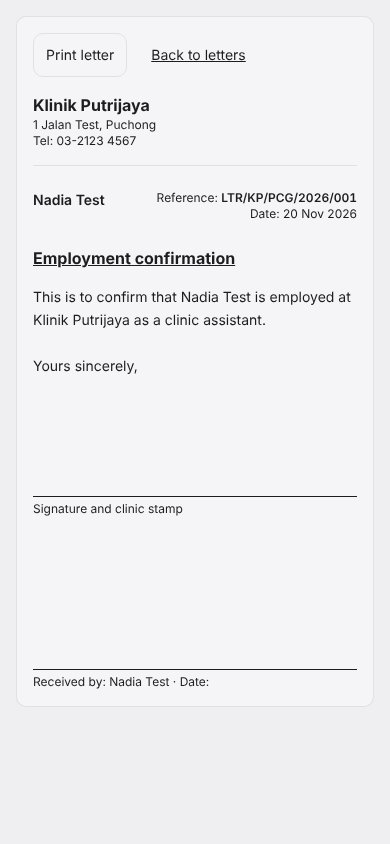 Print letter Back to letters
Klinik Putrijaya
1 Jalan Test, Puchong
Tel: 03-2123 4567
Nadia Test Reference: LTR/KP/PCG/2026/001
Date: 20 Nov 2026
Employment confirmation
This is to confirm that Nadia Test is employed at
Klinik Putrijaya as a clinic assistant.
Yours sincerely,
Signature and clinic stamp
Received by: Nadia Test · Date: